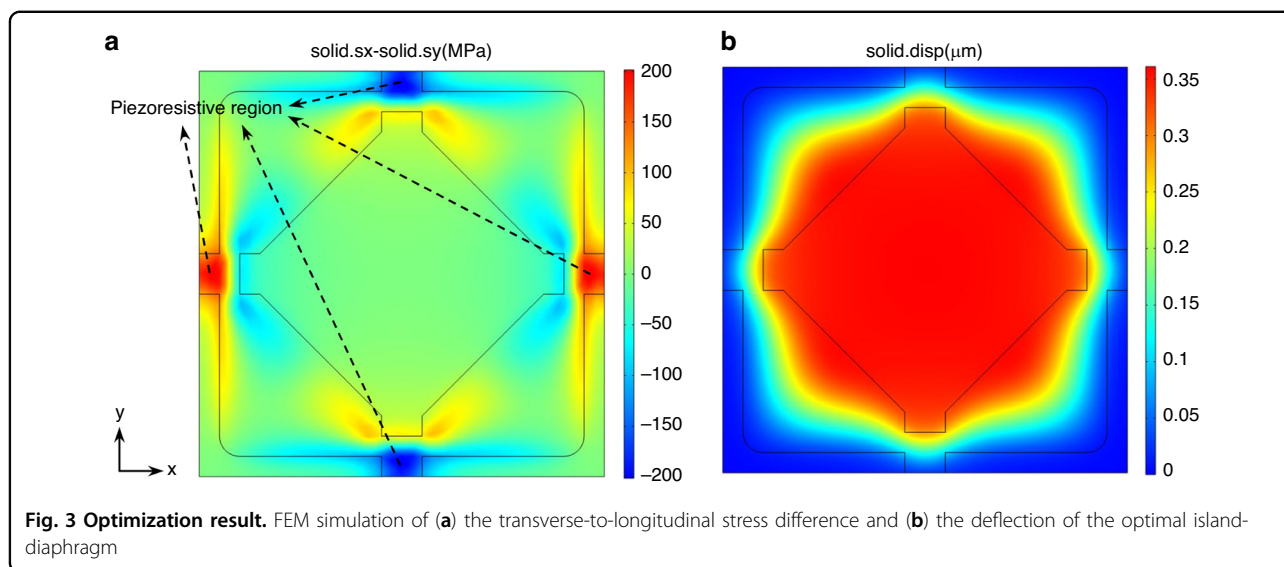 a
solid.sx-solid.sy(MPa)
Piezoresistive region
200
150
100
50
0
–50
–100
–150
–200
y
x
b
solid.disp(μm)
0.35
0.3
0.25
0.2
0.15
0.1
0.05
0
Fig. 3 Optimization result. FEM simulation of (a) the transverse-to-longitudinal stress difference and (b) the deflection of the optimal island-
diaphragm